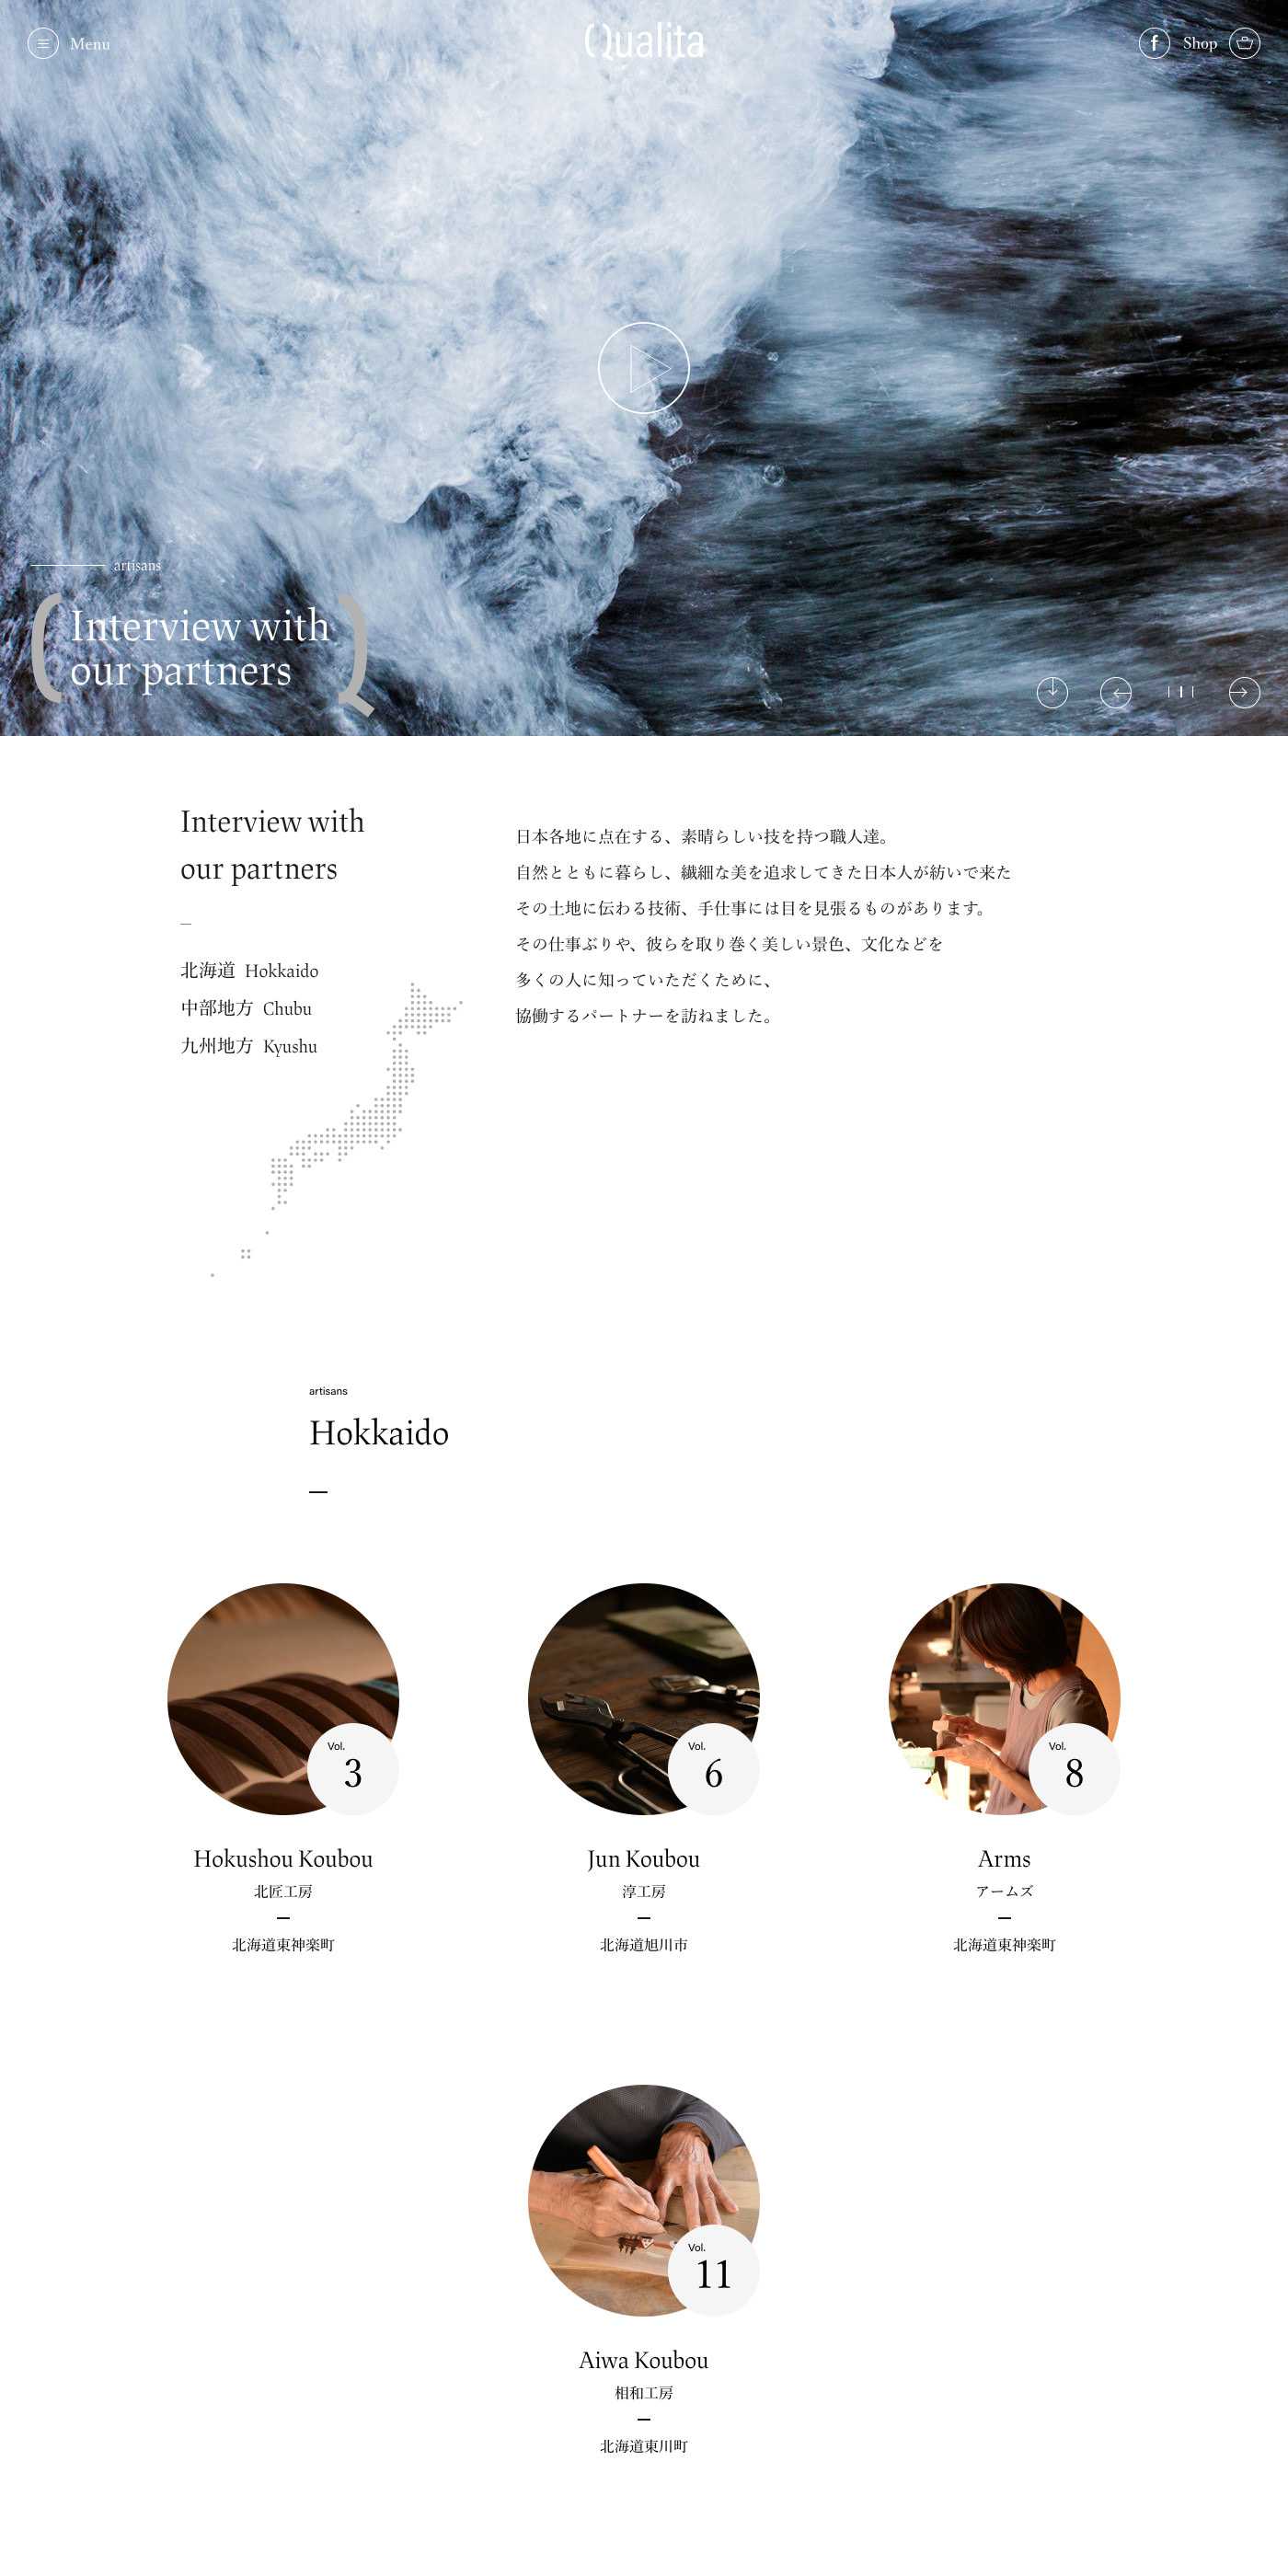 Menu
Qualita
f
Shop
artisans
Interview with
our partners
Interview with
our partners
北海道 Hokkaido
中部地方 Chubu
九州地方 Kyushu
日本各地に点在する、素晴らしい技を持つ職人達。
自然とともに暮らし、繊細な美を追求してきた日本人が紡いで来た
その土地に伝わる技術、手仕事には目を見張るものがあります。
その仕事ぶりや、彼らを取り巻く美しい景色、文化などを
多くの人に知っていただくために、
協働するパートナーを訪ねました。
artisans
Hokkaido
Vol.
3
Hokushou Koubou
北匠工房
北海道東神楽町
Vol.
6
Jun Koubou
淳工房
北海道旭川市
Vol.
8
Arms
アームズ
北海道東神楽町
Vol.
11
Aiwa Koubou
相和工房
北海道東川町